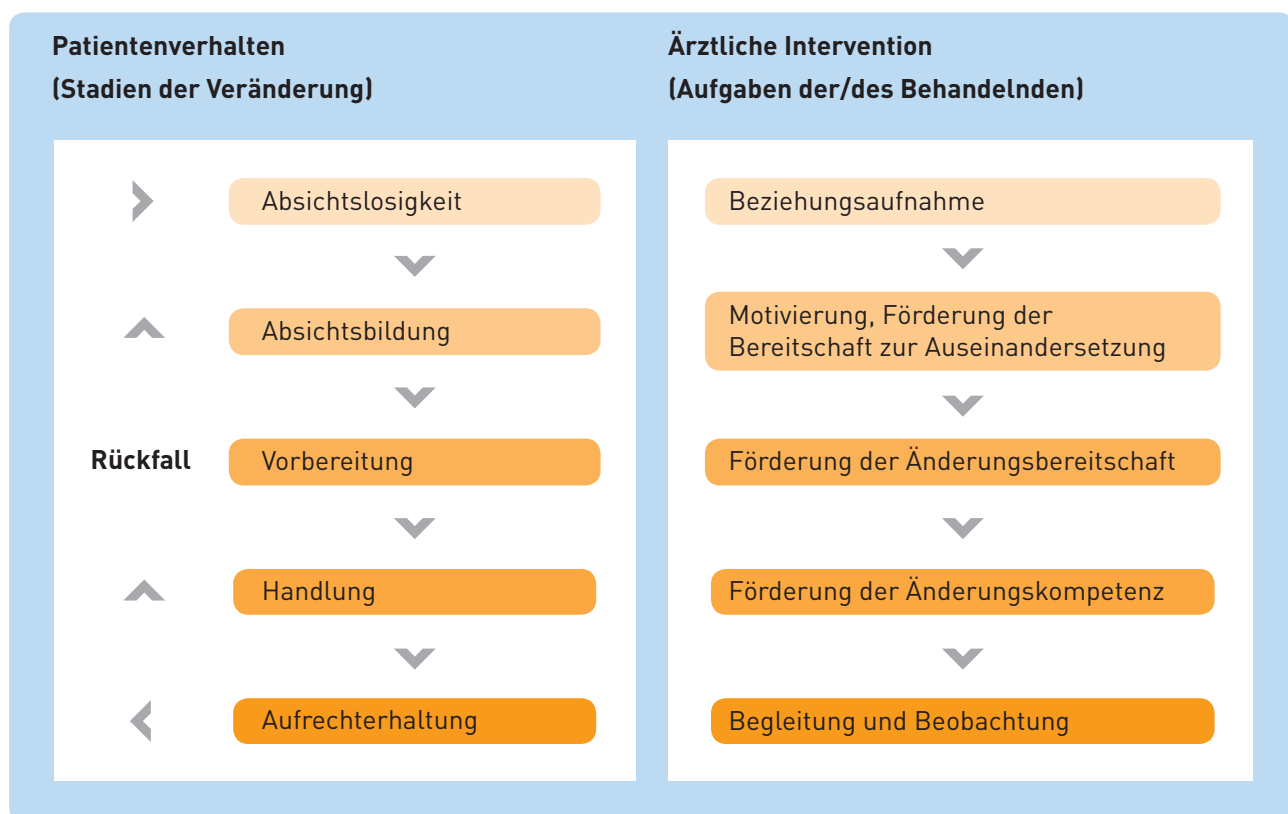 Patientenverhalten
(Stadien der Veränderung)
Absichtslosigkeit
Absichtsbildung
Rückfall
Vorbereitung
Handlung
Aufrechterhaltung
Ärztliche Intervention
(Aufgaben der/des Behandelnden)
Beziehungsaufnahme
Motivierung, Förderung der
Bereitschaft zur Auseinandersetzung
Förderung der Änderungsbereitschaft
Förderung der Änderungskompetenz
Begleitung und Beobachtung